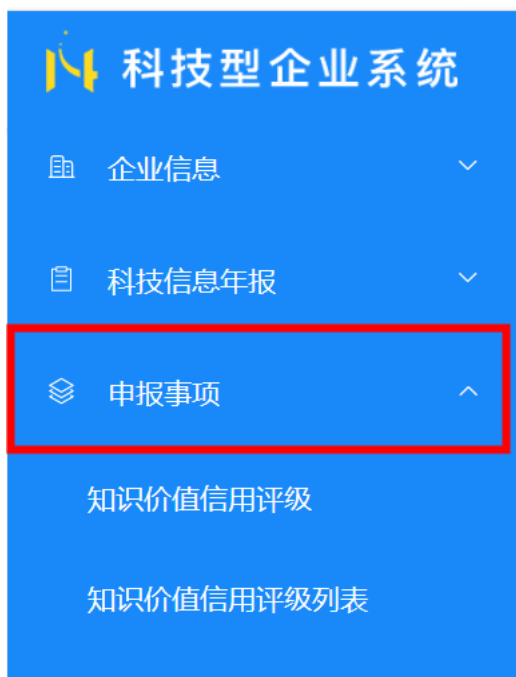 科技型企业系统
企业信息
科技信息年报
申报事项
知识价值信用评级
知识价值信用评级列表